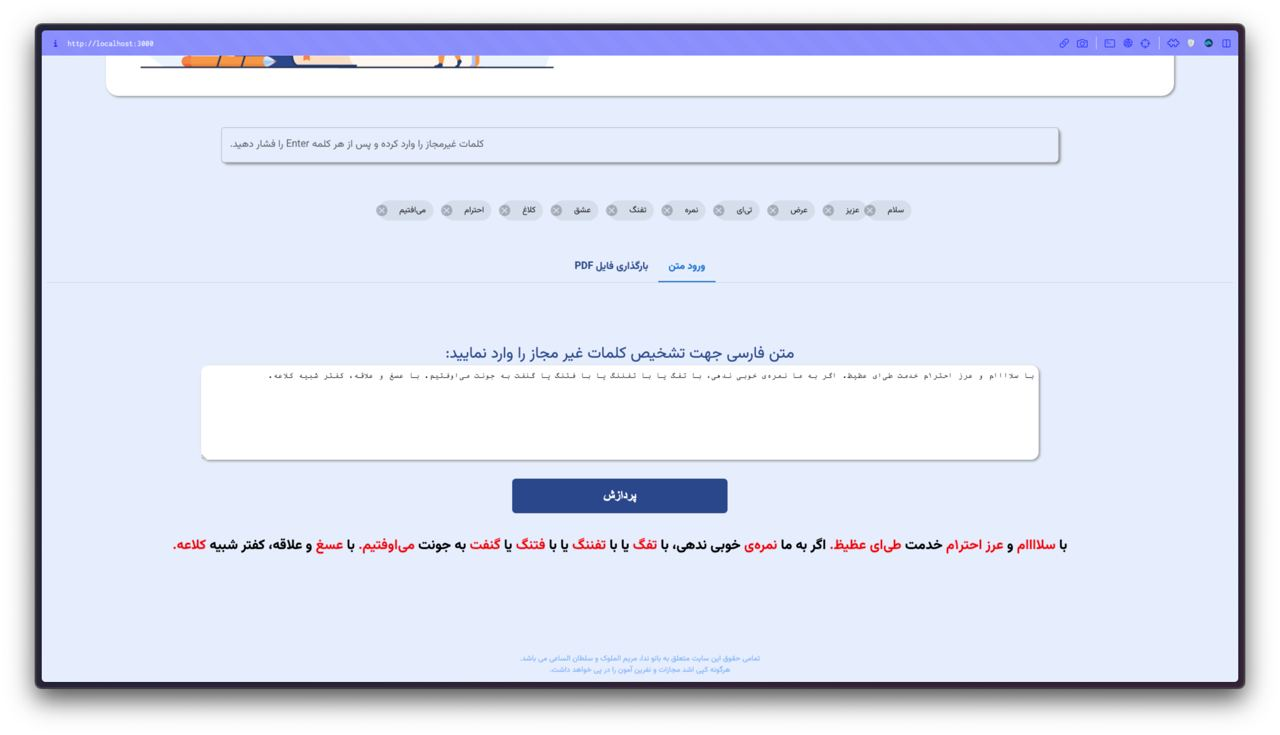 http://localhost:3000
کلمات غیرمجاز را وارد کرده و پس از هر کلمه Enter را فشار دهید.
سلام عزیز عرض تی‌ای نمره تفنگ عشق کلاغ احترام می‌افتیم
ورود متن بارگذاری فایل PDF
متن فارسی جهت تشخیص کلمات غیر مجاز را وارد نمایید:
با سلاااام و عرز احترام خدمت طی‌ای عظیظ. اگر به ما نمره‌ی خوبی ندهی، با تفگ یا با تفننگ یا با فتنگ یا گنفت به جونت می‌اوفتیم. با عسغ و علاقه، کفتر شبیه کلاعه.
پردازش
با سلاااام و عرز احترام خدمت طی‌ای عظیظ. اگر به ما نمره‌ی خوبی ندهی، با تفگ یا با تفننگ یا با فتنگ یا گنفت به جونت می‌اوفتیم. با عسغ و علاقه، کفتر شبیه کلاعه.
تمامی حقوق این سایت متعلق به بانو ندا، مریم الملوک و سلطان الساعی می باشد.
هرگونه کپی اشد مجازات و نفرین آمون را در پی خواهد داشت.